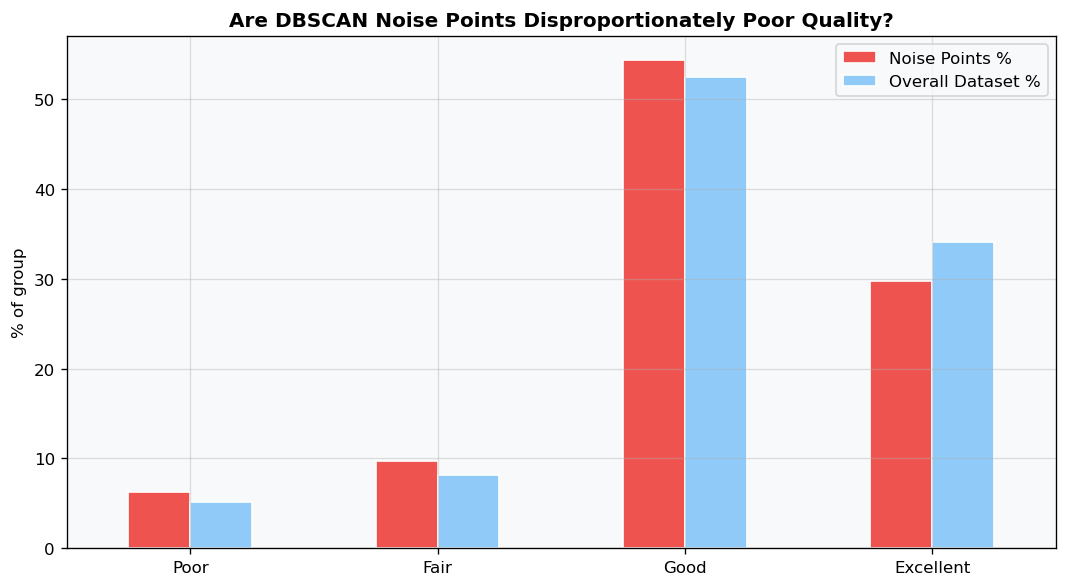 Are DBSCAN Noise Points Disproportionately Poor Quality?
Noise Points %
Overall Dataset %
% of group
50
40
30
20
10
0
Poor
Fair
Good
Excellent